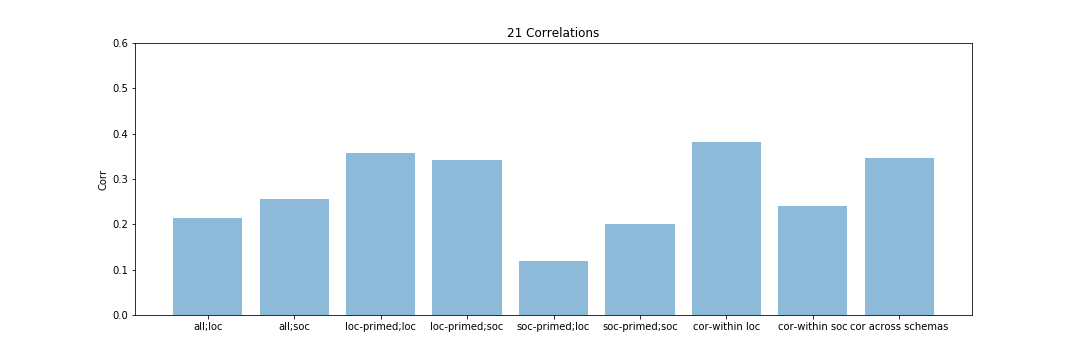 21 Correlations
0.6
0.5
0.4
0.3
0.2
0.1
0.0
Corr
all;loc all;soc loc-primed;loc loc-primed;soc soc-primed;loc soc-primed;soc cor-within loc cor-within soc cor across schemas